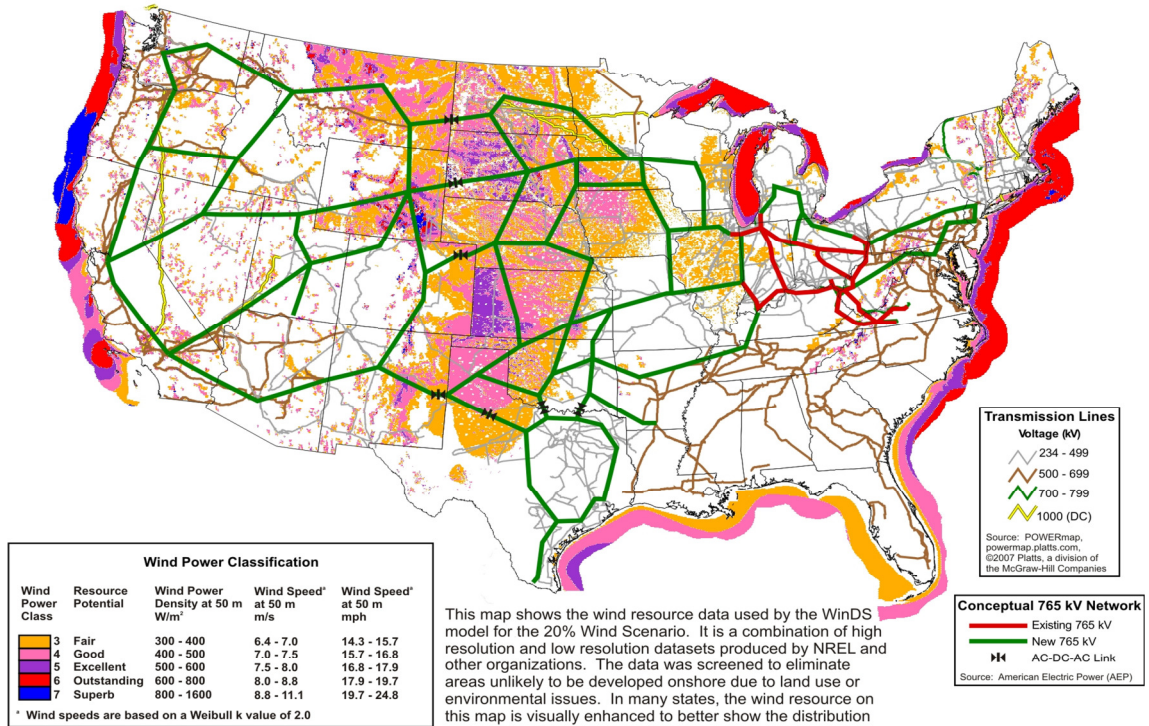 Transmission Lines
Voltage (kV)
234 - 499
500 - 699
700 - 799
1000 (DC)
Source: POWERmap,
powermap.platts.com,
©2007 Platts, a division of
the McGraw-Hill Companies
Wind Power Classification
Wind Power Class Resource Potential Wind Power Density at 50 m W/m² Wind Speedª at 50 m m/s Wind Speedª at 50 m mph
3 Fair 300 - 400 6.4 - 7.0 14.3 - 15.7
4 Good 400 - 500 7.0 - 7.5 15.7 - 16.8
5 Excellent 500 - 600 7.5 - 8.0 16.8 - 17.9
6 Outstanding 600 - 800 8.0 - 8.8 17.9 - 19.7
7 Superb 800 - 1600 8.8 - 11.1 19.7 - 24.8
ª Wind speeds are based on a Weibull k value of 2.0
This map shows the wind resource data used by the WinDS
model for the 20% Wind Scenario. It is a combination of high
resolution and low resolution datasets produced by NREL and
other organizations. The data was screened to eliminate
areas unlikely to be developed onshore due to land use or
environmental issues. In many states, the wind resource on
this map is visually enhanced to better show the distribution
Conceptual 765 kV Network
Existing 765 kV
New 765 kV
AC-DC-AC Link
Source: American Electric Power (AEP)